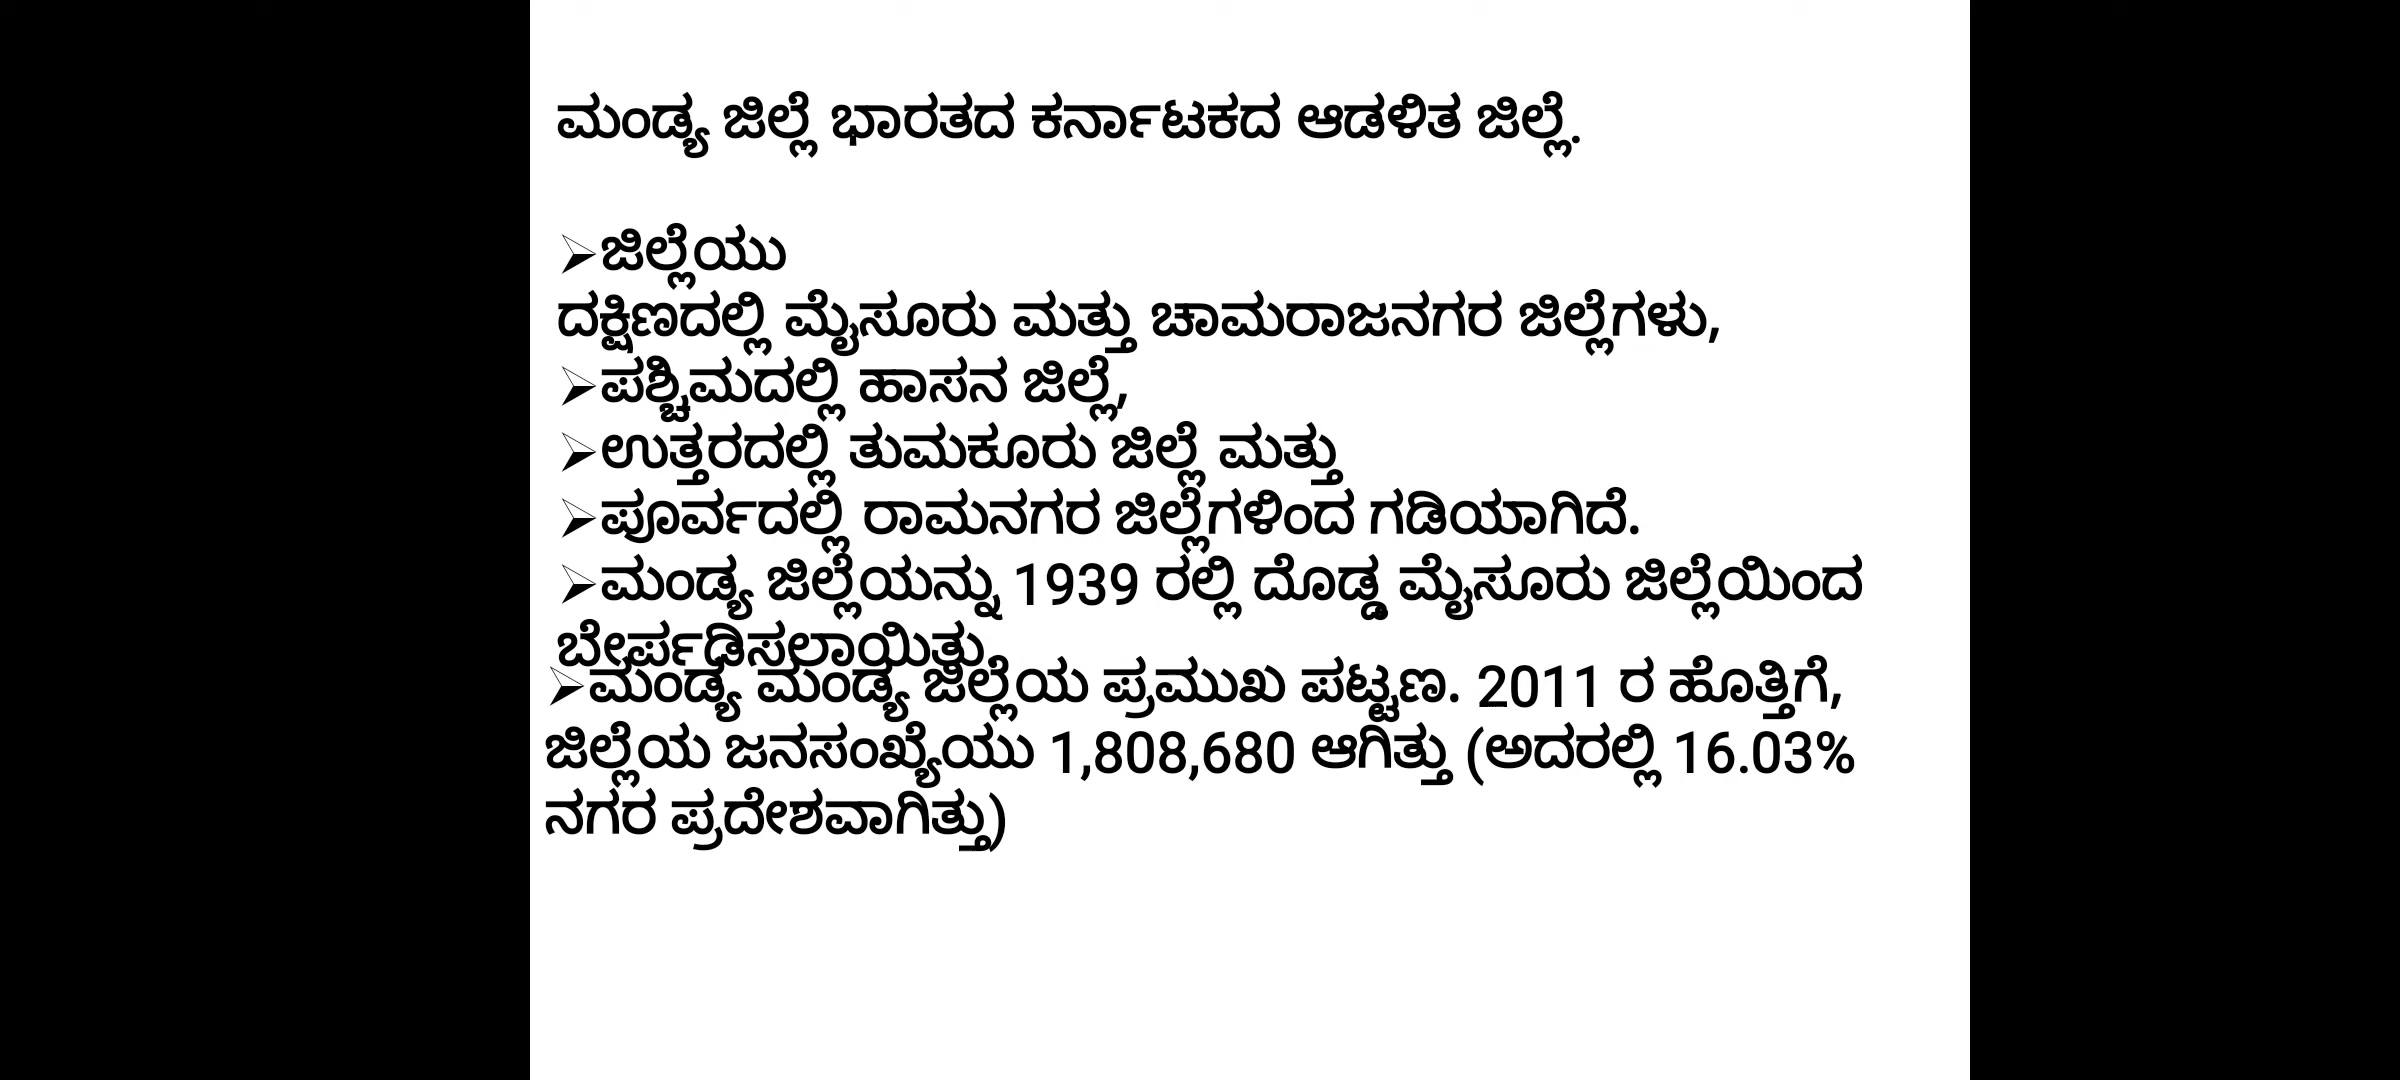 ಮಂಡ್ಯ ಜಿಲ್ಲೆ ಭಾರತದ ಕರ್ನಾಟಕದ ಆಡಳಿತ ಜಿಲ್ಲೆ.
➢ಜಿಲ್ಲೆಯು
ದಕ್ಷಿಣದಲ್ಲಿ ಮೈಸೂರು ಮತ್ತು ಚಾಮರಾಜನಗರ ಜಿಲ್ಲೆಗಳು,
➢ಪಶ್ಚಿಮದಲ್ಲಿ ಹಾಸನ ಜಿಲ್ಲೆ,
➢ಉತ್ತರದಲ್ಲಿ ತುಮಕೂರು ಜಿಲ್ಲೆ ಮತ್ತು
➢ಪೂರ್ವದಲ್ಲಿ ರಾಮನಗರ ಜಿಲ್ಲೆಗಳಿಂದ ಗಡಿಯಾಗಿದೆ.
➢ಮಂಡ್ಯ ಜಿಲ್ಲೆಯನ್ನು 1939 ರಲ್ಲಿ ದೊಡ್ಡ ಮೈಸೂರು ಜಿಲ್ಲೆಯಿಂದ
ಬೇರ್ಪಡಿಸಲಾಯಿತು.
➢ಮಂಡ್ಯ ಮಂಡ್ಯ ಜಿಲ್ಲೆಯ ಪ್ರಮುಖ ಪಟ್ಟಣ. 2011 ರ ಹೊತ್ತಿಗೆ,
ಜಿಲ್ಲೆಯ ಜನಸಂಖ್ಯೆಯು 1,808,680 ಆಗಿತ್ತು (ಅದರಲ್ಲಿ 16.03%
ನಗರ ಪ್ರದೇಶವಾಗಿತ್ತು)